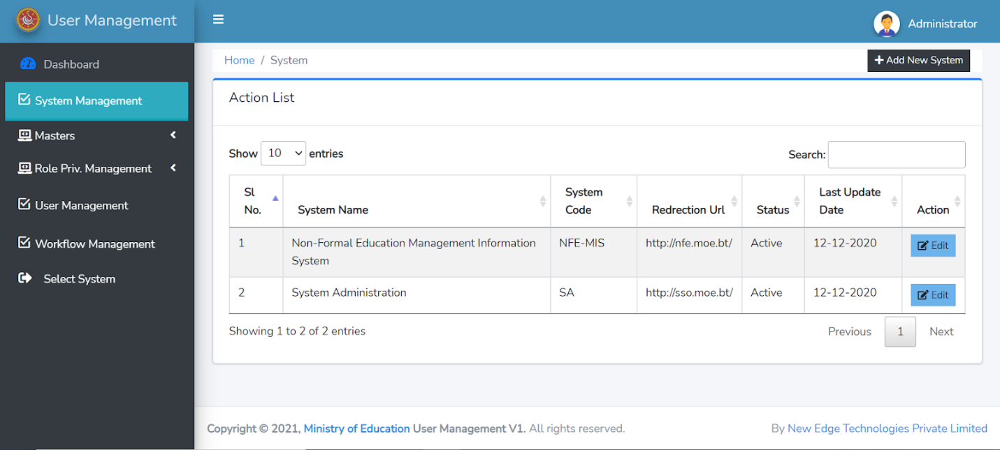 User Management
Administrator
Dashboard
System Management
Masters
Role Priv. Management
User Management
Workflow Management
Select System
Home / System
Add New System
Action List
Show 10 entries
Search:
Sl No. System Name System Code Redrection Url Status Last Update Date Action
1 Non-Formal Education Management Information System NFE-MIS http://nfe.moe.bt/ Active 12-12-2020 Edit
2 System Administration SA http://sso.moe.bt/ Active 12-12-2020 Edit
Showing 1 to 2 of 2 entries
Previous 1 Next
Copyright © 2021, Ministry of Education User Management V1. All rights reserved.
By New Edge Technologies Private Limited